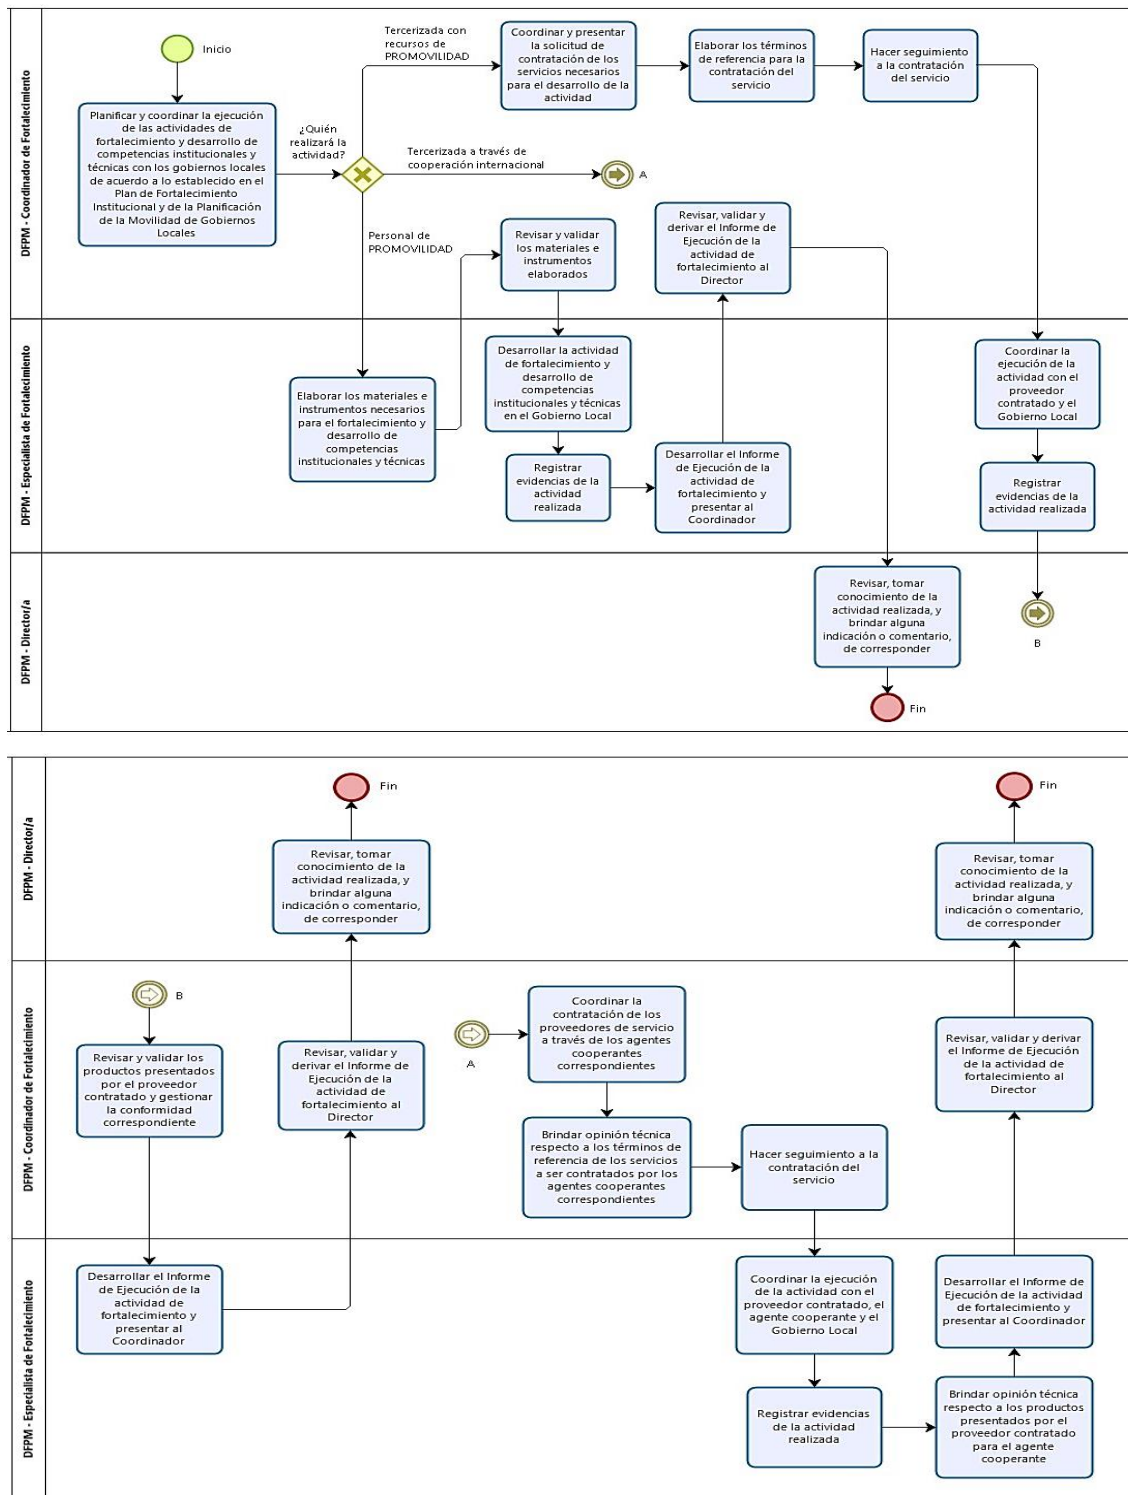 DFPM - Coordinador de Fortalecimiento
Inicio
Planificar y coordinar la ejecución
de las actividades de
fortalecimiento y desarrollo de
competencias institucionales y
técnicas con los gobiernos locales
de acuerdo a lo establecido en el
Plan de Fortalecimiento
Institucional y de la Planificación
de la Movilidad de Gobiernos
Locales
¿Quién
realizará la
actividad?
Tercerizada con
recursos de
PROMOVILIDAD
Coordinar y presentar
la solicitud de
contratación de los
servicios necesarios
para el desarrollo de la
actividad
Elaborar los términos
de referencia para la
contratación del
servicio
Hacer seguimiento
a la contratación
del servicio
Tercerizada a través de
cooperación internacional
A
Personal de
PROMOVILIDAD
Revisar y validar
los materiales e
instrumentos
elaborados
Revisar, validar y
derivar el Informe de
Ejecución de la
actividad de
fortalecimiento al
Director
DFPM - Especialista de Fortalecimiento
Elaborar los materiales e
instrumentos necesarios
para el fortalecimiento y
desarrollo de
competencias
institucionales y técnicas
Desarrollar la actividad
de fortalecimiento y
desarrollo de
competencias
institucionales y técnicas
en el Gobierno Local
Registrar
evidencias de la
actividad
realizada
Desarrollar el Informe
de Ejecución de la
actividad de
fortalecimiento y
presentar al
Coordinador
Coordinar la
ejecución de la
actividad con el
proveedor
contratado y el
Gobierno Local
Registrar
evidencias de la
actividad realizada
DFPM - Director/a
Revisar, tomar
conocimiento de la
actividad realizada, y
brindar alguna
indicación o comentario,
de corresponder
Fin
B
DFPM - Director/a
Fin
Revisar, tomar
conocimiento de la
actividad realizada, y
brindar alguna
indicación o comentario,
de corresponder
Fin
Revisar, tomar
conocimiento de la
actividad realizada, y
brindar alguna
indicación o comentario,
de corresponder
DFPM - Coordinador de Fortalecimiento
B
Revisar y validar los
productos presentados
por el proveedor
contratado y gestionar
la conformidad
correspondiente
Revisar, validar y
derivar el Informe de
Ejecución de la
actividad de
fortalecimiento al
Director
A
Coordinar la
contratación de los
proveedores de servicio
a través de los agentes
cooperantes
correspondientes
Brindar opinión técnica
respecto a los términos de
referencia de los servicios
a ser contratados por los
agentes cooperantes
correspondientes
Hacer seguimiento a la
contratación del
servicio
Revisar, validar y derivar
el Informe de Ejecución
de la actividad de
fortalecimiento al
Director
DFPM - Especialista de Fortalecimiento
Desarrollar el Informe
de Ejecución de la
actividad de
fortalecimiento y
presentar al
Coordinador
Coordinar la ejecución
de la actividad con el
proveedor contratado, el
agente cooperante y el
Gobierno Local
Registrar evidencias
de la actividad
realizada
Desarrollar el Informe de
Ejecución de la actividad
de fortalecimiento y
presentar al Coordinador
Brindar opinión técnica
respecto a los productos
presentados por el
proveedor contratado
para el agente
cooperante